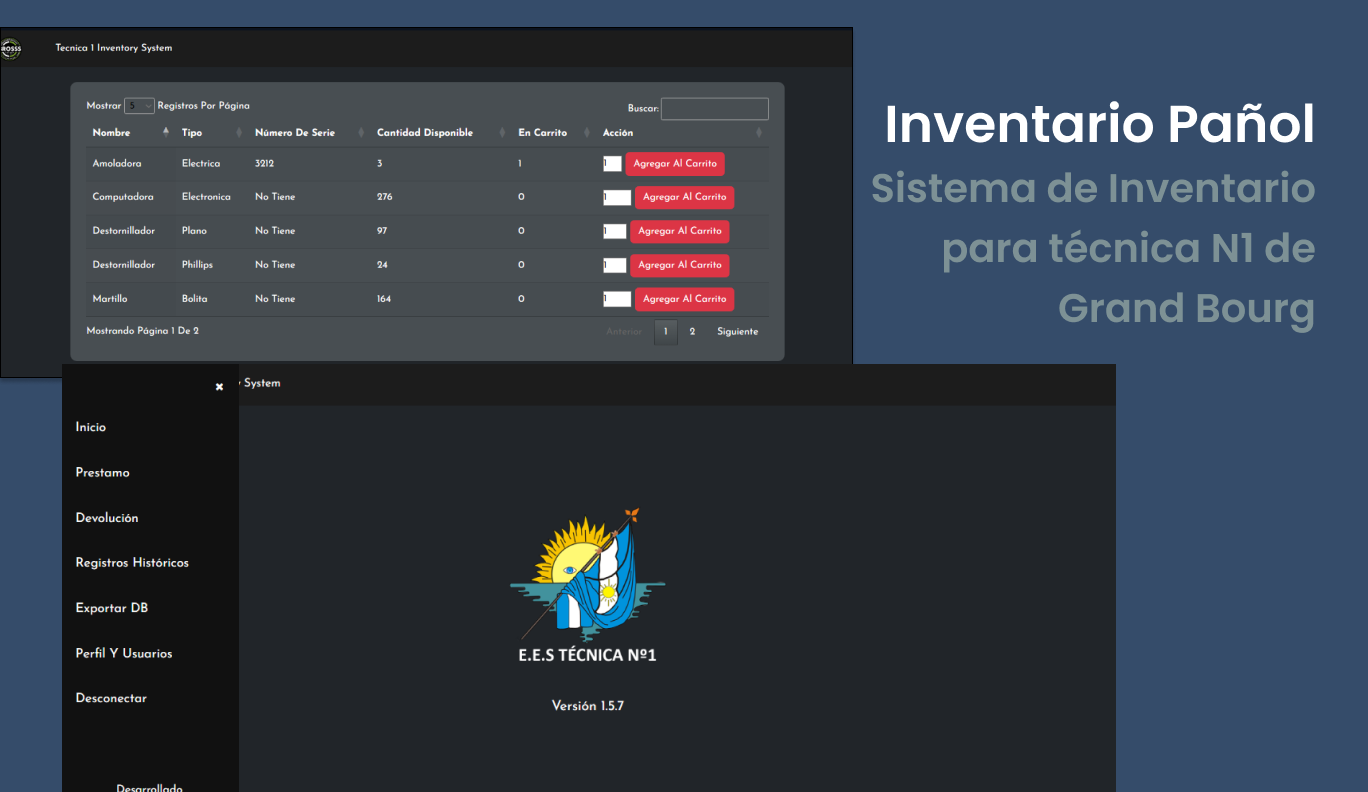 Tecnica 1 Inventory System
Mostrar 5 Registros Por Página
Buscar:
Nombre Tipo Número De Serie Cantidad Disponible En Carrito Acción
Amoladora Electrica 3212 3 1 1 Agregar Al Carrito
Computadora Electronica No Tiene 276 0 1 Agregar Al Carrito
Destornillador Plano No Tiene 97 0 1 Agregar Al Carrito
Destornillador Phillips No Tiene 24 0 1 Agregar Al Carrito
Martillo Bolita No Tiene 164 0 1 Agregar Al Carrito
Mostrando Página 1 De 2
Anterior 1 2 Siguiente
Inventario Pañol
Sistema de Inventario
para técnica N1 de
Grand Bourg
System
Inicio
Prestamo
Devolución
Registros Históricos
Exportar DB
Perfil Y Usuarios
Desconectar
Desarrollado
E.E.S TÉCNICA Nº1
Versión 1.5.7